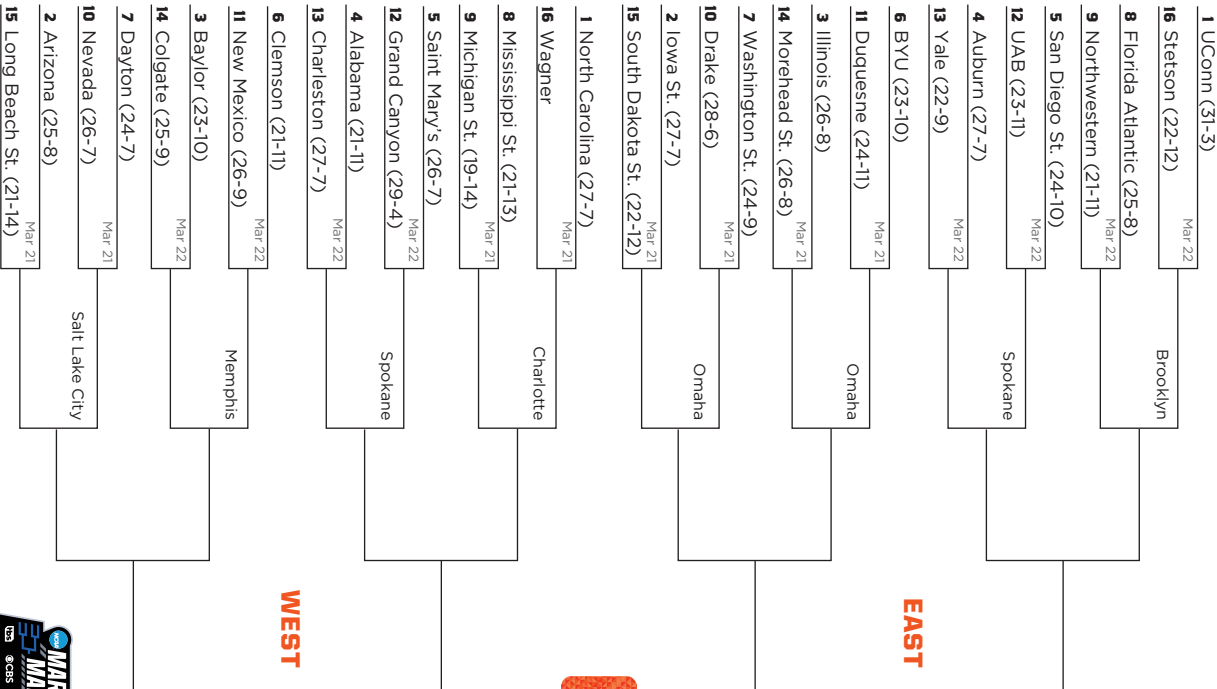 1 UConn (31-3)
Mar 22
16 Stetson (22-12)
Brooklyn
8 Florida Atlantic (25-8)
Mar 22
9 Northwestern (21-11)
5 San Diego St. (24-10)
Mar 22
12 UAB (23-11)
Spokane
4 Auburn (27-7)
Mar 22
13 Yale (22-9)
EAST
6 BYU (23-10)
Mar 21
11 Duquesne (24-11)
Omaha
3 Illinois (26-8)
Mar 21
14 Morehead St. (26-8)
7 Washington St. (24-9)
Mar 21
10 Drake (28-6)
Omaha
2 Iowa St. (27-7)
Mar 21
15 South Dakota St. (22-12)
1 North Carolina (27-7)
Mar 21
16 Wagner
Charlotte
8 Mississippi St. (21-13)
Mar 21
9 Michigan St. (19-14)
5 Saint Mary's (26-7)
Mar 22
12 Grand Canyon (29-4)
Spokane
4 Alabama (21-11)
Mar 22
13 Charleston (27-7)
WEST
6 Clemson (21-11)
Mar 22
11 New Mexico (26-9)
Memphis
3 Baylor (23-10)
Mar 22
14 Colgate (25-9)
7 Dayton (24-7)
Mar 21
10 Nevada (26-7)
Salt Lake City
2 Arizona (25-8)
Mar 21
15 Long Beach St. (21-14)
NCAA
MAR
MA
CBS